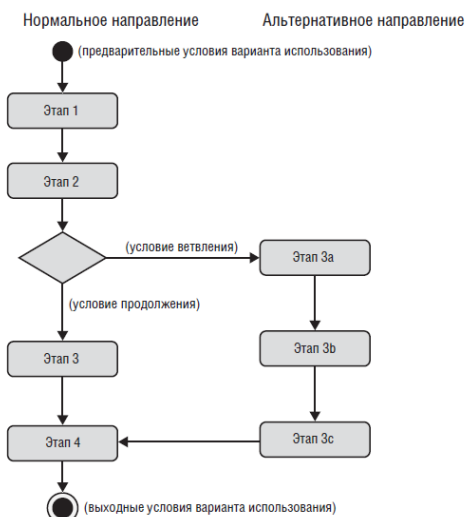 Нормальное направление
Альтернативное направление
(предварительные условия варианта использования)
Этап 1
Этап 2
(условие ветвления)
Этап 3a
(условие продолжения)
Этап 3
Этап 3b
Этап 4
Этап 3c
(выходные условия варианта использования)